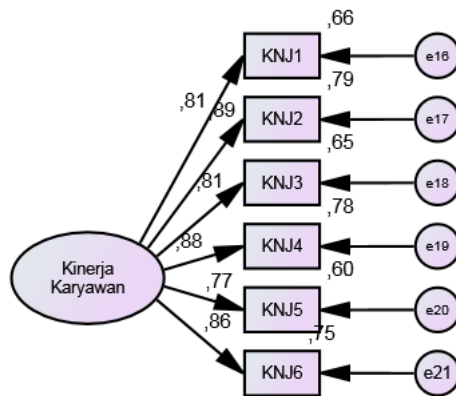 ,66
KNJ1
e16
,79
,81
,89
KNJ2
e17
,65
,81
KNJ3
e18
,78
,88
KNJ4
e19
,60
Kinerja
Karyawan
,77
KNJ5
e20
,86
,75
KNJ6
e21